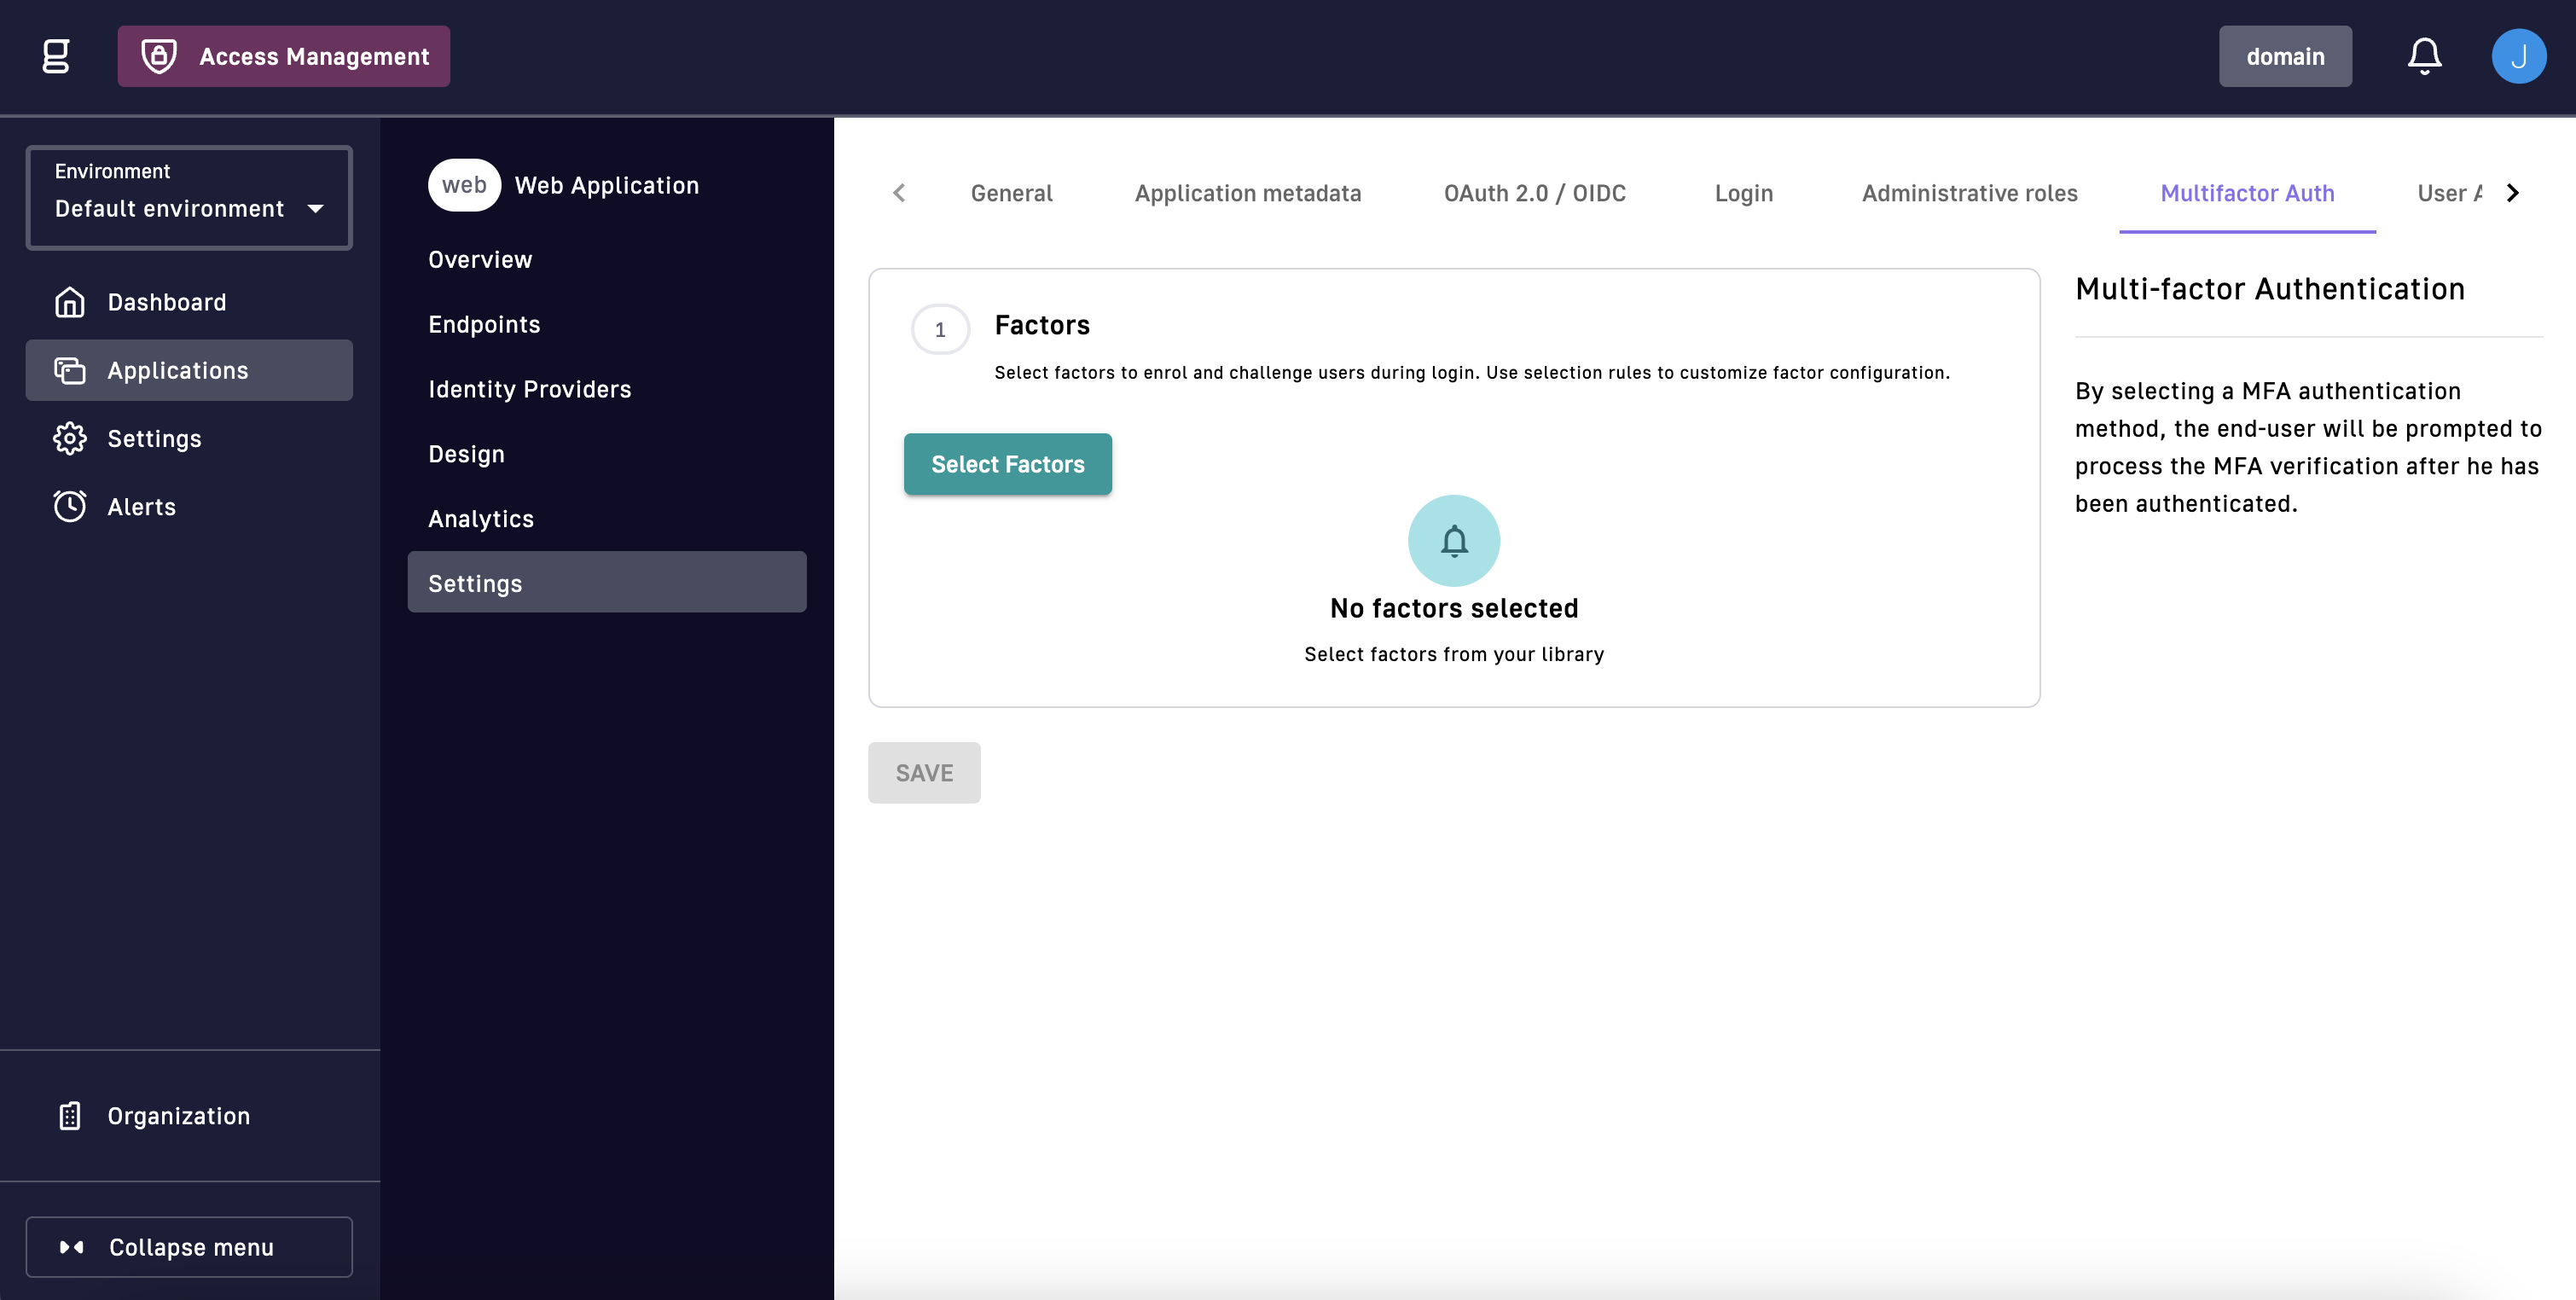 g
Access Management
domain
J
Environment
Default environment
Dashboard
Applications
Settings
Alerts
Organization
Collapse menu
web
Web Application
Overview
Endpoints
Identity Providers
Design
Analytics
Settings
General
Application metadata
OAuth 2.0 / OIDC
Login
Administrative roles
Multifactor Auth
User
1
Factors
Select factors to enrol and challenge users during login. Use selection rules to customize factor configuration.
Select Factors
No factors selected
Select factors from your library
SAVE
Multi-factor Authentication
By selecting a MFA authentication
method, the end-user will be prompted to
process the MFA verification after he has
been authenticated.